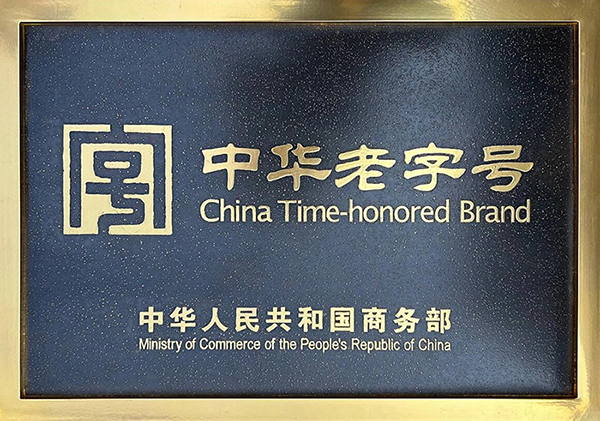 中华老字号
China Time-honored Brand
中华人民共和国商务部
Ministry of Commerce of the People's Republic of China